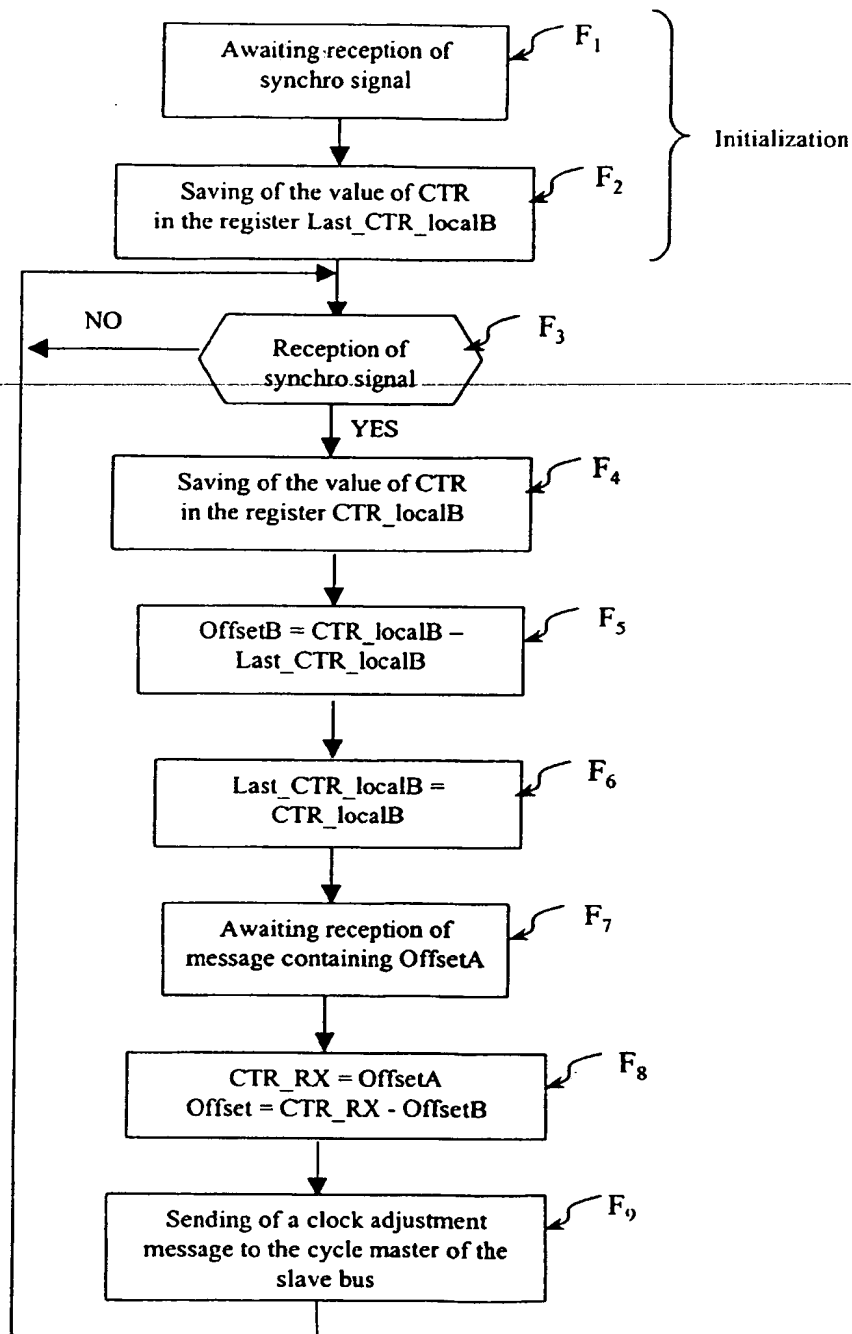 Awaiting reception of
synchro signal
F1
Initialization
Saving of the value of CTR
in the register Last_CTR_localB
F2
NO
Reception of
synchro signal
F3
YES
Saving of the value of CTR
in the register CTR_localB
F4
OffsetB = CTR_localB –
Last_CTR_localB
F5
Last_CTR_localB =
CTR_localB
F6
Awaiting reception of
message containing OffsetA
F7
CTR_RX = OffsetA
Offset = CTR_RX - OffsetB
F8
Sending of a clock adjustment
message to the cycle master of the
slave bus
F9